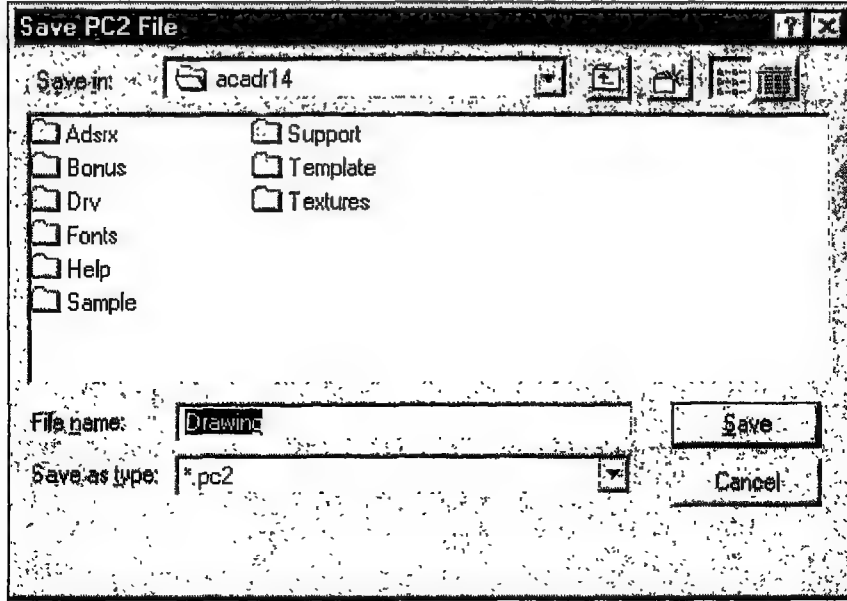 Save PC2 File
Save in: acadr14
Adsrx Support
Bonus Template
Drv Textures
Fonts
Help
Sample
File name: Drawing Save
Save as type: *.pc2 Cancel